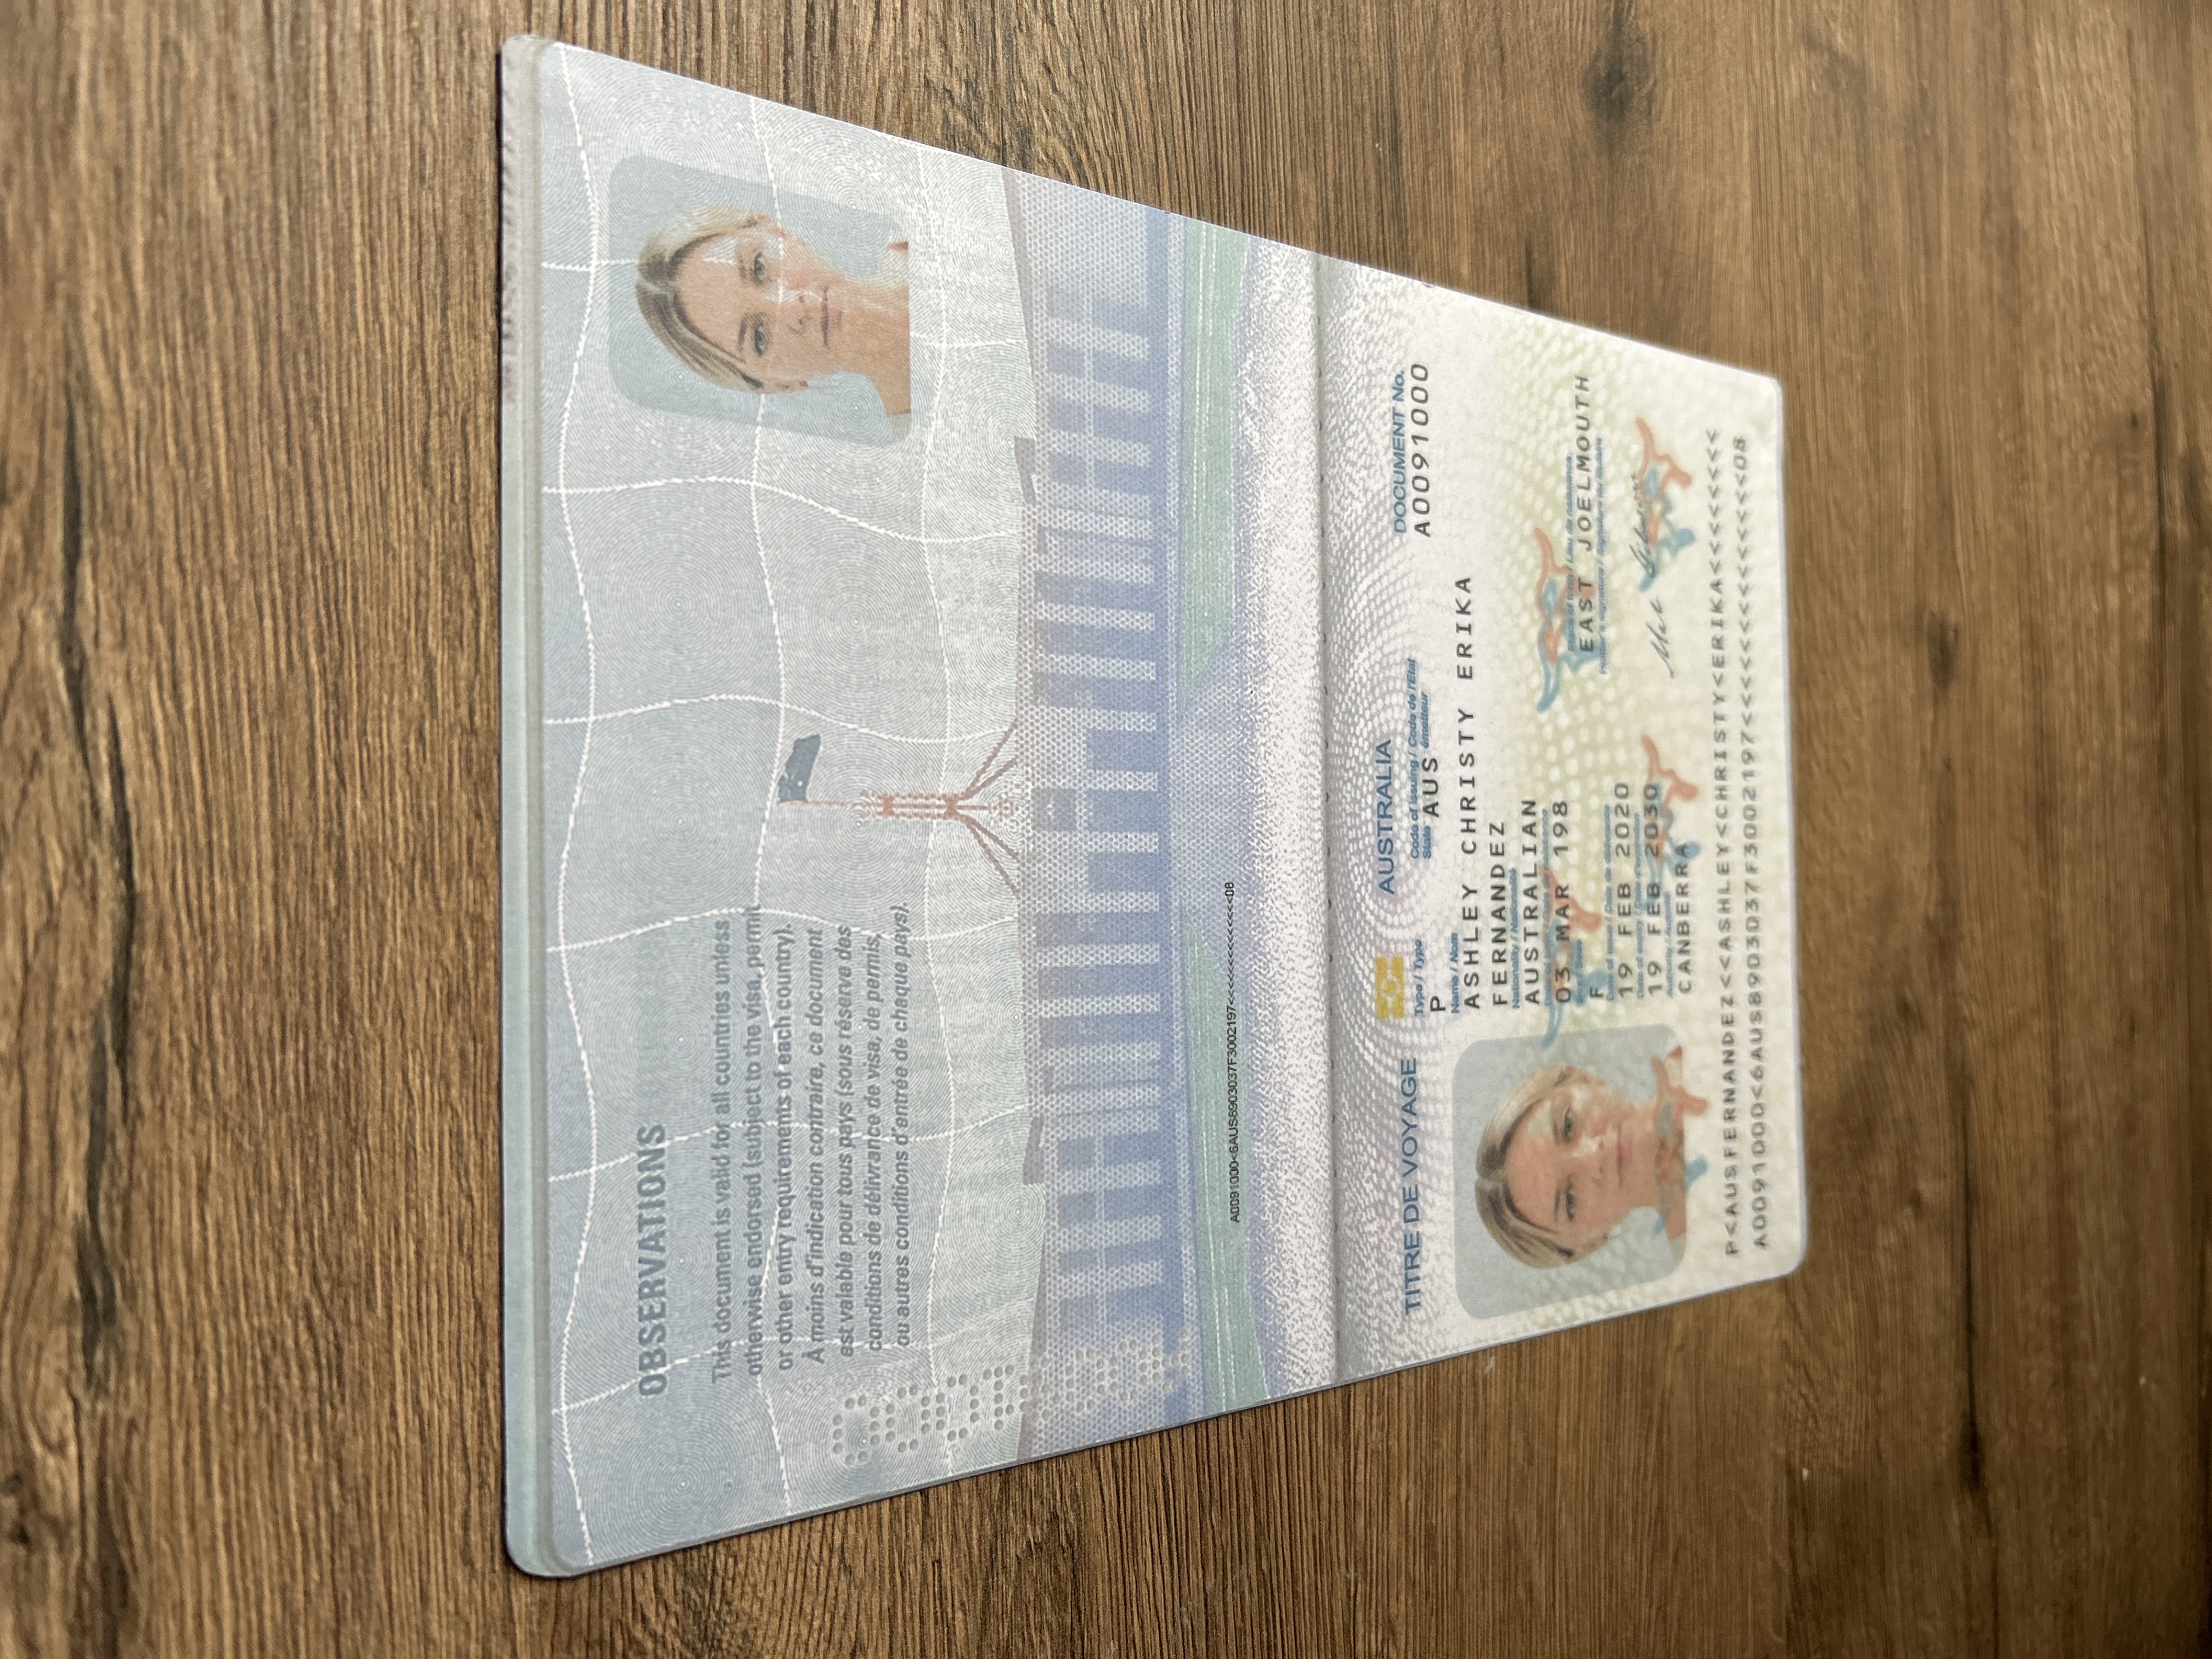 OBSERVATIONS
This document is valid for all countries unless
otherwise endorsed (subject to the visa, permit
or other entry requirements of each country).
A moins d'indication contraire, ce document
est valable pour tous pays (sous réserve des
conditions de délivrance de visa, de permis,
ou autres conditions d'entrée de chaque pays).
A0091000<6AUS8903037F3002197<<<<<<<<<<<<<<08
TITRE DE VOYAGE
AUSTRALIA
DOCUMENT No.
Type / Type
Code of issuing / Code de l'État
State émetteur
P
AUS
A0091000
Name / Nom
ASHLEY CHRISTY ERIKA
FERNANDEZ
Nationality / Nationalité
AUSTRALIAN
Date of birth / Date de naissance
03 MAR 198
Sex / Sexe
Place of birth / Lieu de naissance
F
EAST JOELMOUTH
Date of issue / Date de délivrance
Holder's signature / Signature du titulaire
19 FEB 2020
Date of expiry / Date d'expiration
19 FEB 2030
Authority / Autorité
CANBERRA
P<AUSFERNANDEZ<<ASHLEY<CHRISTY<ERIKA<<<<<<<<
A0091000<6AUS8903037F3002197<<<<<<<<<<<<<<08